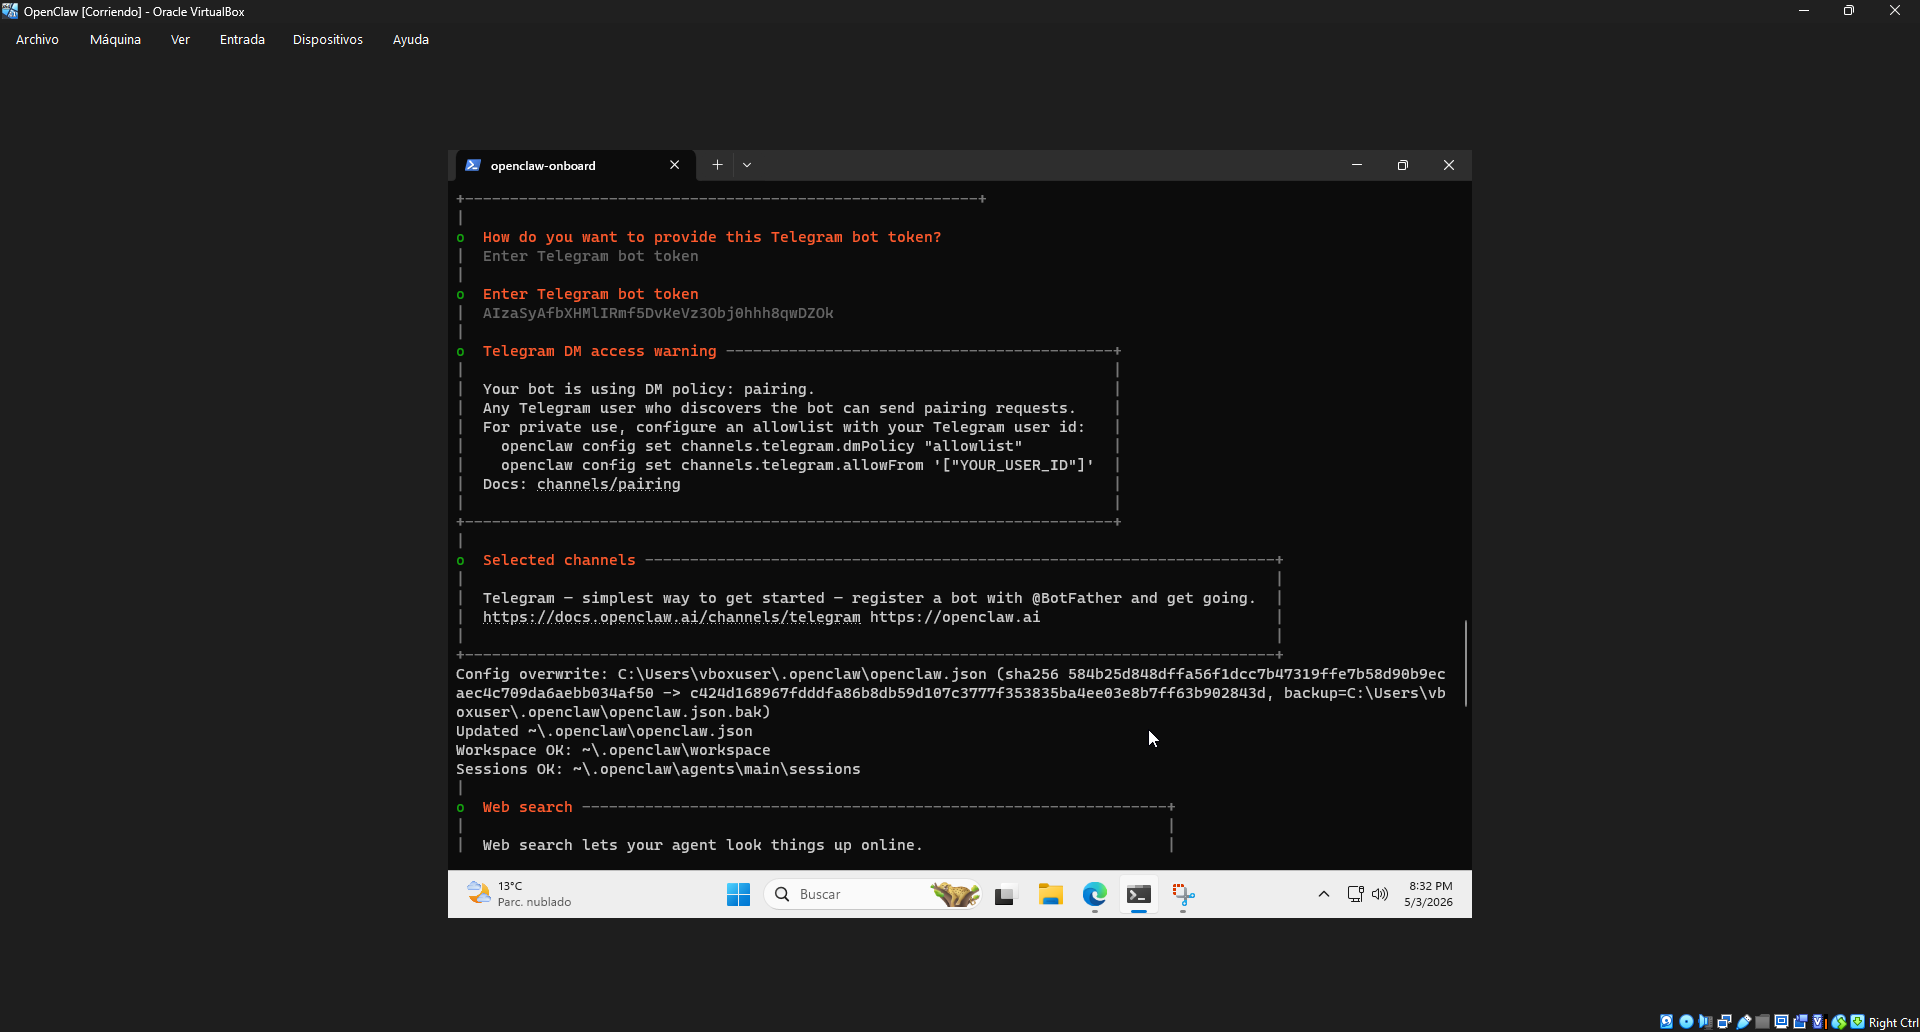 OpenClaw [Corriendo] - Oracle VirtualBox
Archivo Máquina Ver Entrada Dispositivos Ayuda
openclaw-onboard
How do you want to provide this Telegram bot token?
Enter Telegram bot token
Enter Telegram bot token
AIzaSyAfbXHMlIRmf5DvKeVz3Obj0hhh8qwDZOk
Telegram DM access warning
Your bot is using DM policy: pairing.
Any Telegram user who discovers the bot can send pairing requests.
For private use, configure an allowlist with your Telegram user id:
openclaw config set channels.telegram.dmPolicy "allowlist"
openclaw config set channels.telegram.allowFrom '["YOUR_USER_ID"]'
Docs: channels/pairing
Selected channels
Telegram — simplest way to get started — register a bot with @BotFather and get going.
https://docs.openclaw.ai/channels/telegram https://openclaw.ai
Config overwrite: C:\Users\vboxuser\.openclaw\openclaw.json (sha256 584b25d848dffa56f1dcc7b47319ffe7b58d90b9ec
aec4c709da6aebb034af50 -> c424d168967fdddfa86b8db59d107c3777f353835ba4ee03e8b7ff63b902843d, backup=C:\Users\vb
oxuser\.openclaw\openclaw.json.bak)
Updated ~\.openclaw\openclaw.json
Workspace OK: ~\.openclaw\workspace
Sessions OK: ~\.openclaw\agents\main\sessions
Web search
Web search lets your agent look things up online.
13°C
Parc. nublado
Buscar
8:32 PM
5/3/2026
Right Ctrl